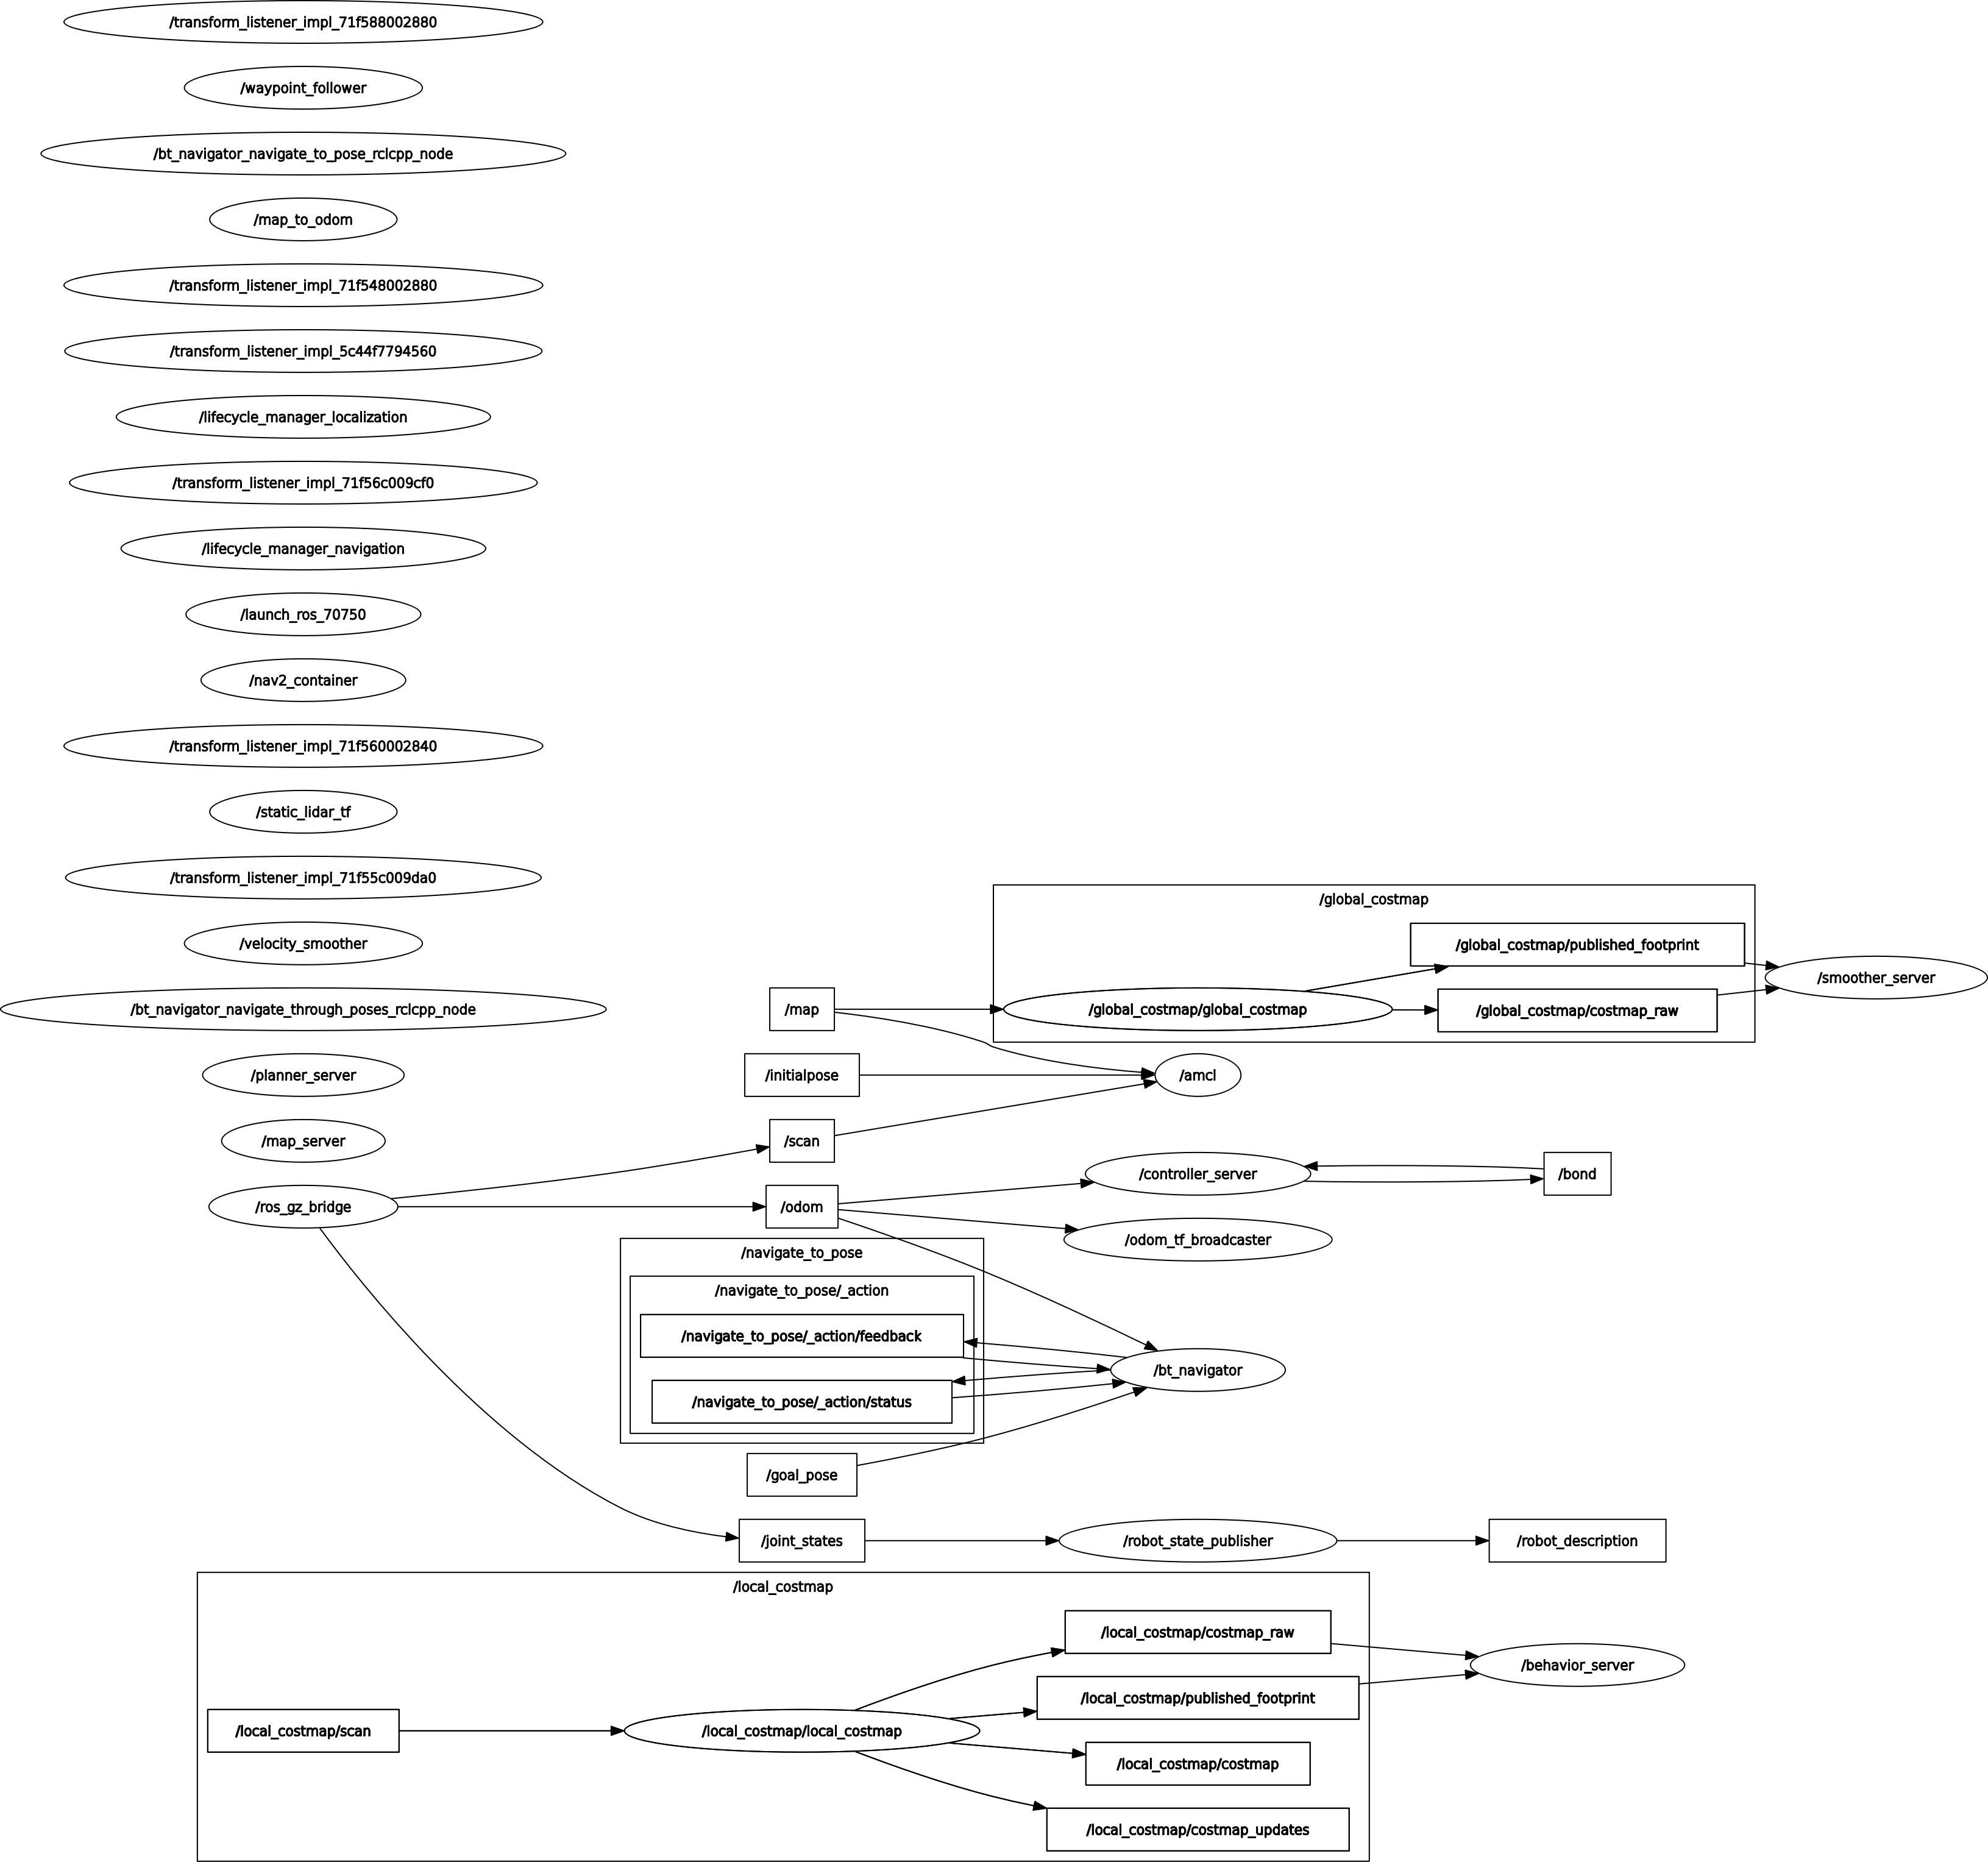 /transform_listener_impl_71f588002880
/waypoint_follower
/bt_navigator_navigate_to_pose_rclcpp_node
/map_to_odom
/transform_listener_impl_71f548002880
/transform_listener_impl_5c44f7794560
/lifecycle_manager_localization
/transform_listener_impl_71f56c009cf0
/lifecycle_manager_navigation
/launch_ros_70750
/nav2_container
/transform_listener_impl_71f560002840
/static_lidar_tf
/transform_listener_impl_71f55c009da0
/velocity_smoother
/bt_navigator_navigate_through_poses_rclcpp_node
/planner_server
/map_server
/ros_gz_bridge
/map
/initialpose
/scan
/odom
/navigate_to_pose
/navigate_to_pose/_action
/navigate_to_pose/_action/feedback
/navigate_to_pose/_action/status
/goal_pose
/joint_states
/global_costmap
/global_costmap/published_footprint
/global_costmap/global_costmap
/global_costmap/costmap_raw
/smoother_server
/amcl
/controller_server
/bond
/odom_tf_broadcaster
/bt_navigator
/robot_state_publisher
/robot_description
/local_costmap
/local_costmap/scan
/local_costmap/local_costmap
/local_costmap/costmap_raw
/local_costmap/published_footprint
/local_costmap/costmap
/local_costmap/costmap_updates
/behavior_server